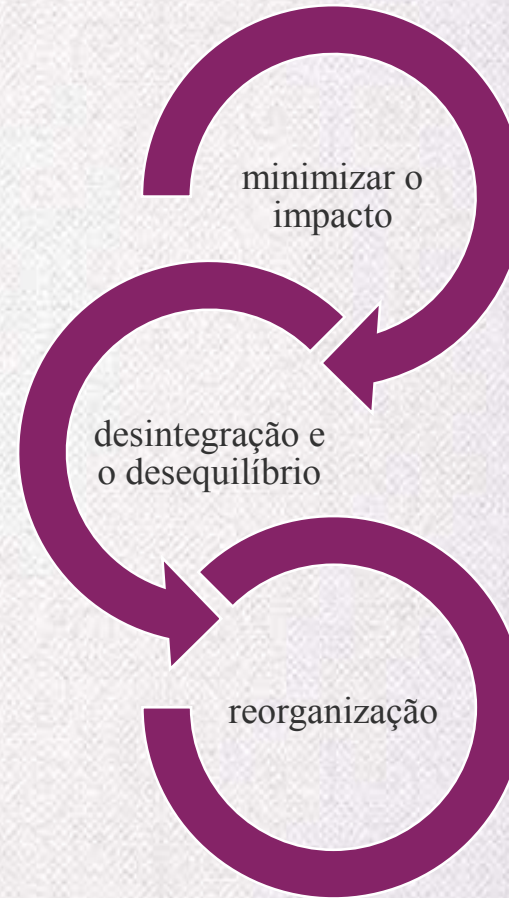 minimizar o
impacto
desintegração e
o desequilíbrio
reorganização